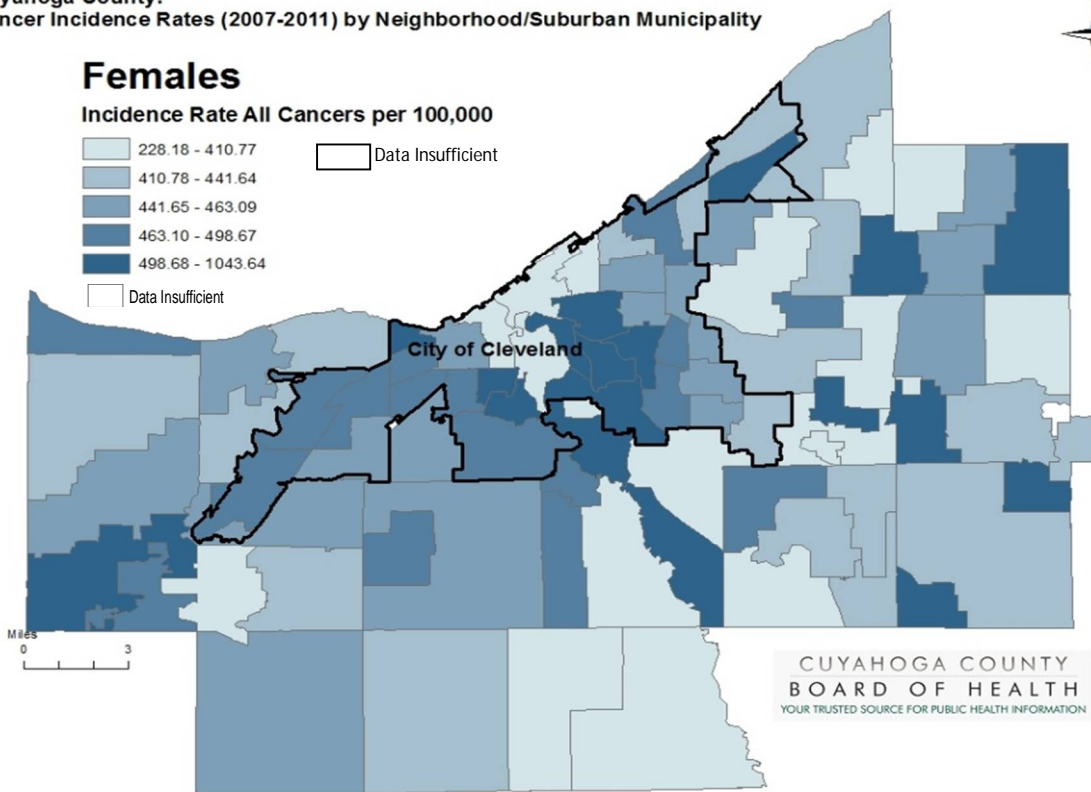 ncer Incidence Rates (2007-2011) by Neighborhood/Suburban Municipality
Females
Incidence Rate All Cancers per 100,000
228.18 - 410.77
Data Insufficient
410.78 - 441.64
441.65 - 463.09
463.10 - 498.67
498.68 - 1043.64
Data Insufficient
City of Cleveland
Miles
0 3
CUYAHOGA COUNTY
BOARD OF HEALTH
YOUR TRUSTED SOURCE FOR PUBLIC HEALTH INFORMATION